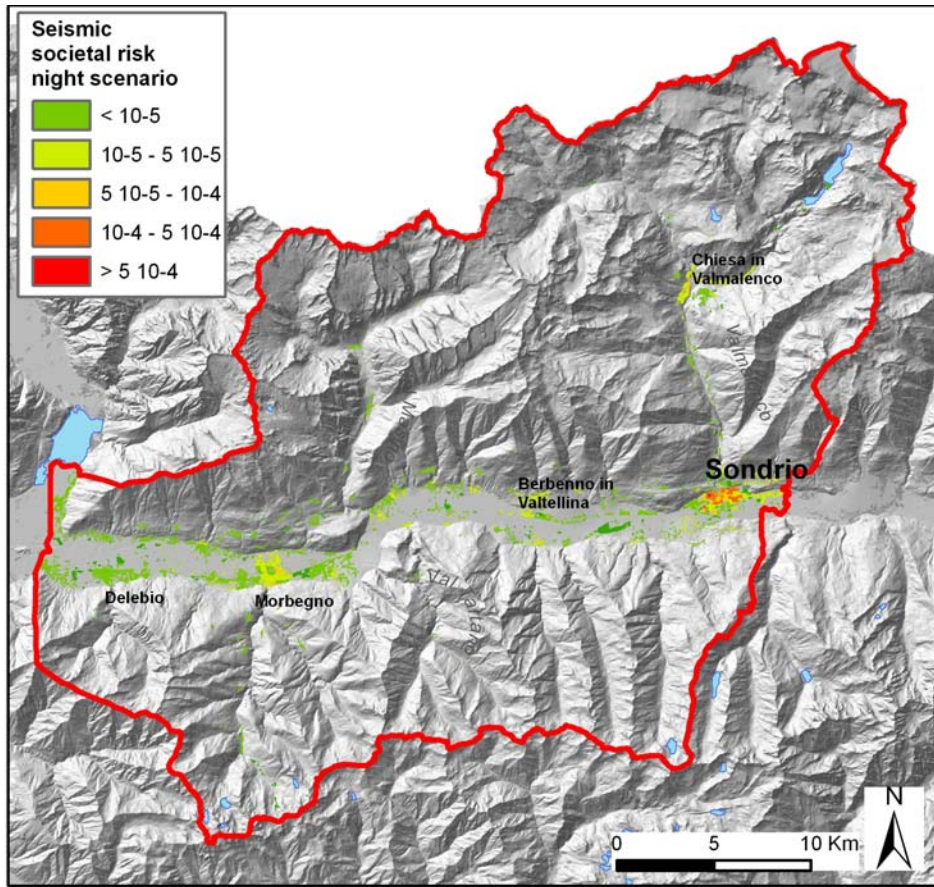 Seismic
societal risk
night scenario
< 10-5
10-5 - 5 10-5
5 10-5 - 10-4
10-4 - 5 10-4
> 5 10-4
Chiesa in
Valmalenco
Sondrio
Berbenno in
Valtellina
Delebio
Morbegno
N
0 5 10 Km